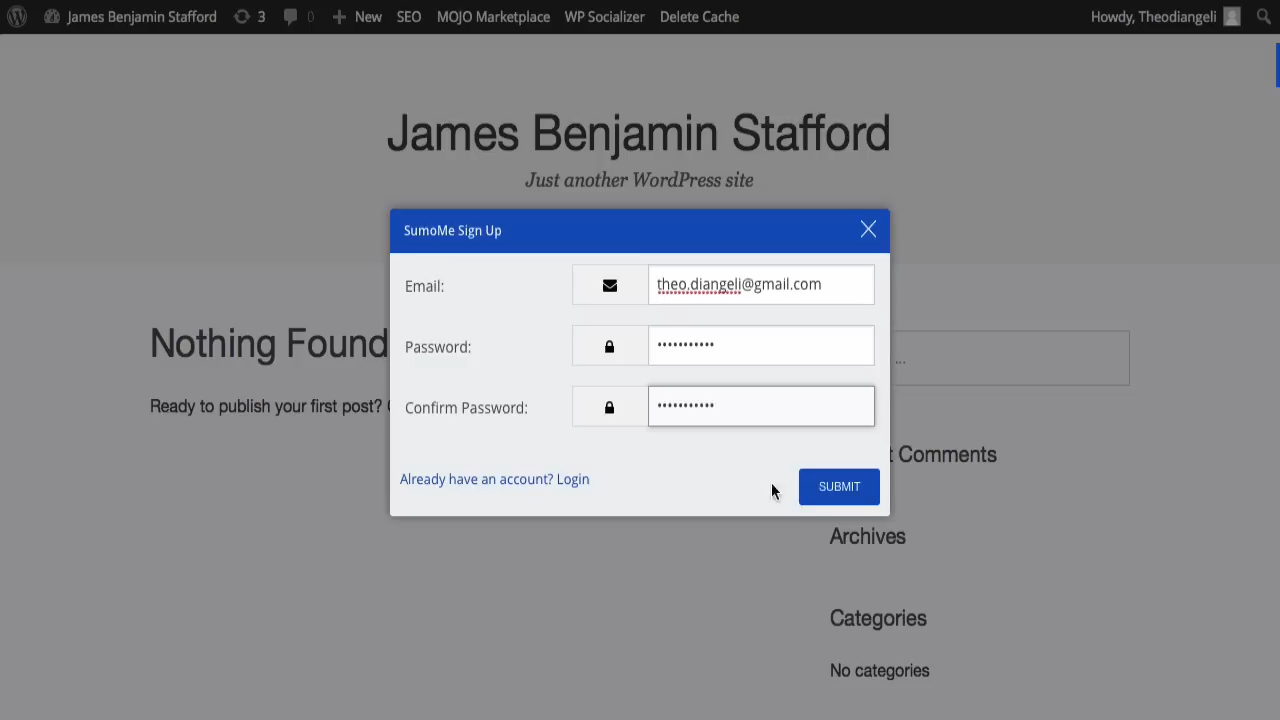 James Benjamin Stafford 3 0 New SEO MOJO Marketplace WP Socializer Delete Cache Howdy, Theodiangeli
James Benjamin Stafford
Just another WordPress site
SumoMe Sign Up
Email: theo.diangeli@gmail.com
Password: •••••••••••
Confirm Password: •••••••••••
Already have an account? Login
SUBMIT
Nothing Found
Ready to publish your first post?
...
Comments
Archives
Categories
No categories